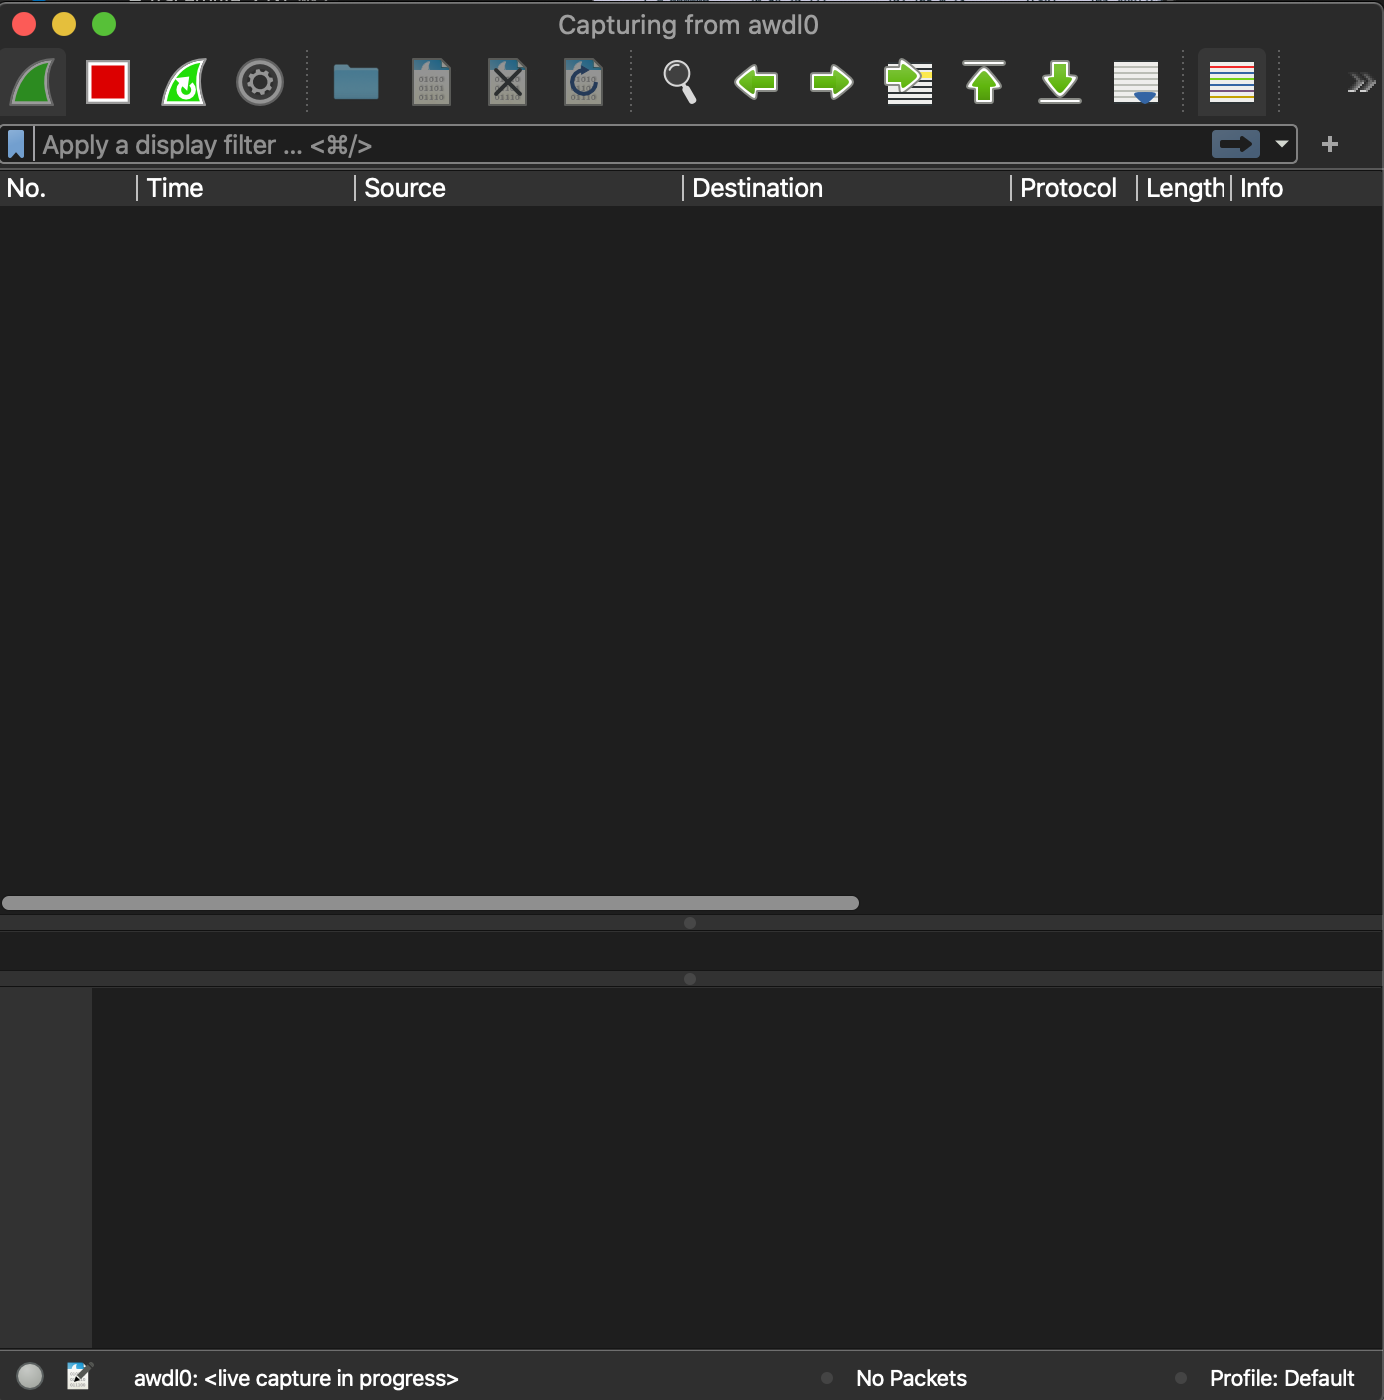 Capturing from awdl0
Apply a display filter ... <⌘/>
No. Time Source Destination Protocol Length Info
awdl0: <live capture in progress> No Packets Profile: Default